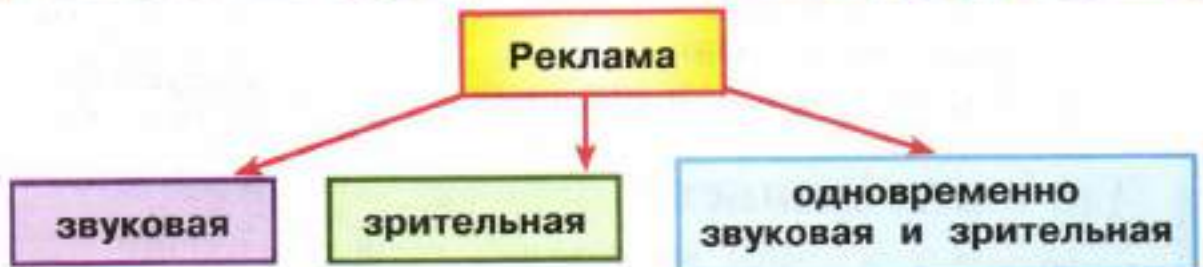 Реклама
звуковая
зрительная
одновременно
звуковая и зрительная